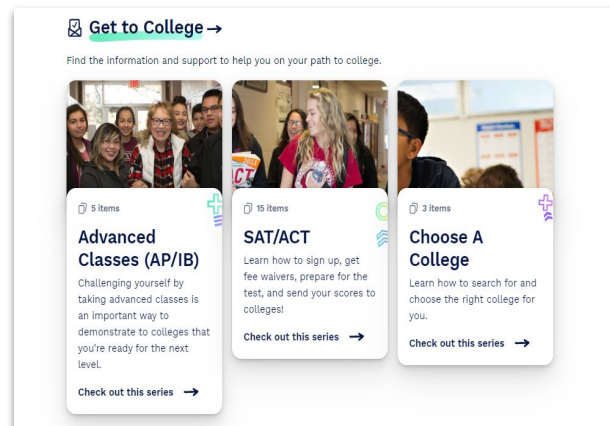 Get to College →
Find the information and support to help you on your path to college.
5 items
Advanced
Classes (AP/IB)
Challenging yourself by
taking advanced classes is
an important way to
demonstrate to colleges that
you're ready for the next
level.
Check out this series →
ACT
15 items
SAT/ACT
Learn how to sign up, get
fee waivers, prepare for the
test, and send your scores to
colleges!
Check out this series →
3 items
Choose A
College
Learn how to search for and
choose the right college for
you.
Check out this series →